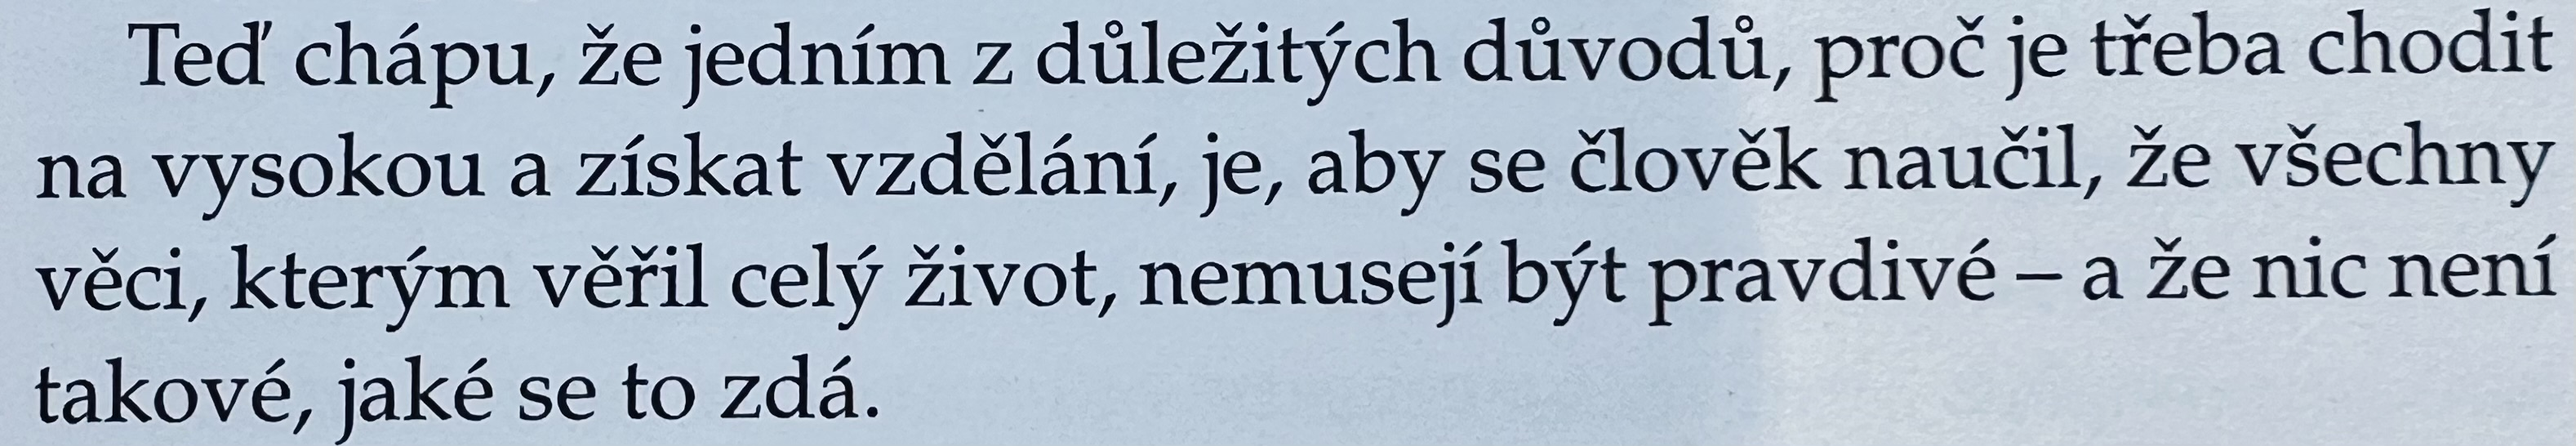 Teď chápu, že jedním z důležitých důvodů, proč je třeba chodit
na vysokou a získat vzdělání, je, aby se člověk naučil, že všechny
věci, kterým věřil celý život, nemusejí být pravdivé – a že nic není
takové, jaké se to zdá.